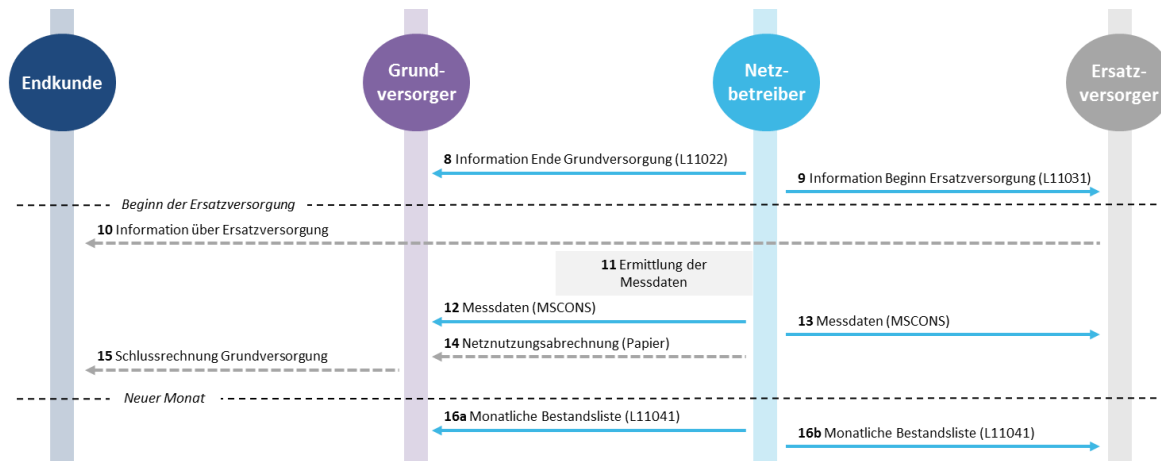 Endkunde
Grund-
versorger
Netz-
betreiber
Ersatz-
versorger
8 Information Ende Grundversorgung (L11022)
9 Information Beginn Ersatzversorgung (L11031)
Beginn der Ersatzversorgung
10 Information über Ersatzversorgung
11 Ermittlung der
Messdaten
12 Messdaten (MSCONS)
13 Messdaten (MSCONS)
14 Netznutzungsabrechnung (Papier)
15 Schlussrechnung Grundversorgung
Neuer Monat
16a Monatliche Bestandsliste (L11041)
16b Monatliche Bestandsliste (L11041)